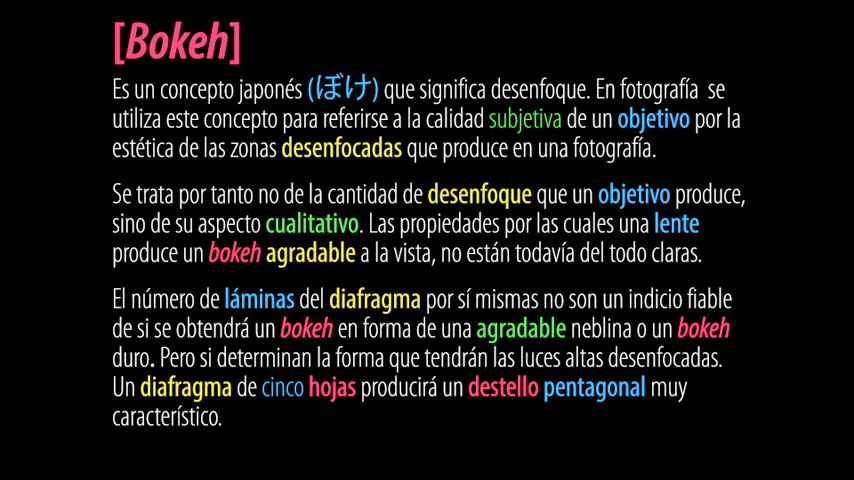 [Bokeh]
Es un concepto japonés (ぼけ) que significa desenfoque. En fotografía se
utiliza este concepto para referirse a la calidad subjetiva de un objetivo por la
estética de las zonas desenfocadas que produce en una fotografía.
Se trata por tanto no de la cantidad de desenfoque que un objetivo produce,
sino de su aspecto cualitativo. Las propiedades por las cuales una lente
produce un bokeh agradable a la vista, no están todavía del todo claras.
El número de láminas del diafragma por sí mismas no son un indicio fiable
de si se obtendrá un bokeh en forma de una agradable neblina o un bokeh
duro. Pero si determinan la forma que tendrán las luces altas desenfocadas.
Un diafragma de cinco hojas producirá un destello pentagonal muy
característico.